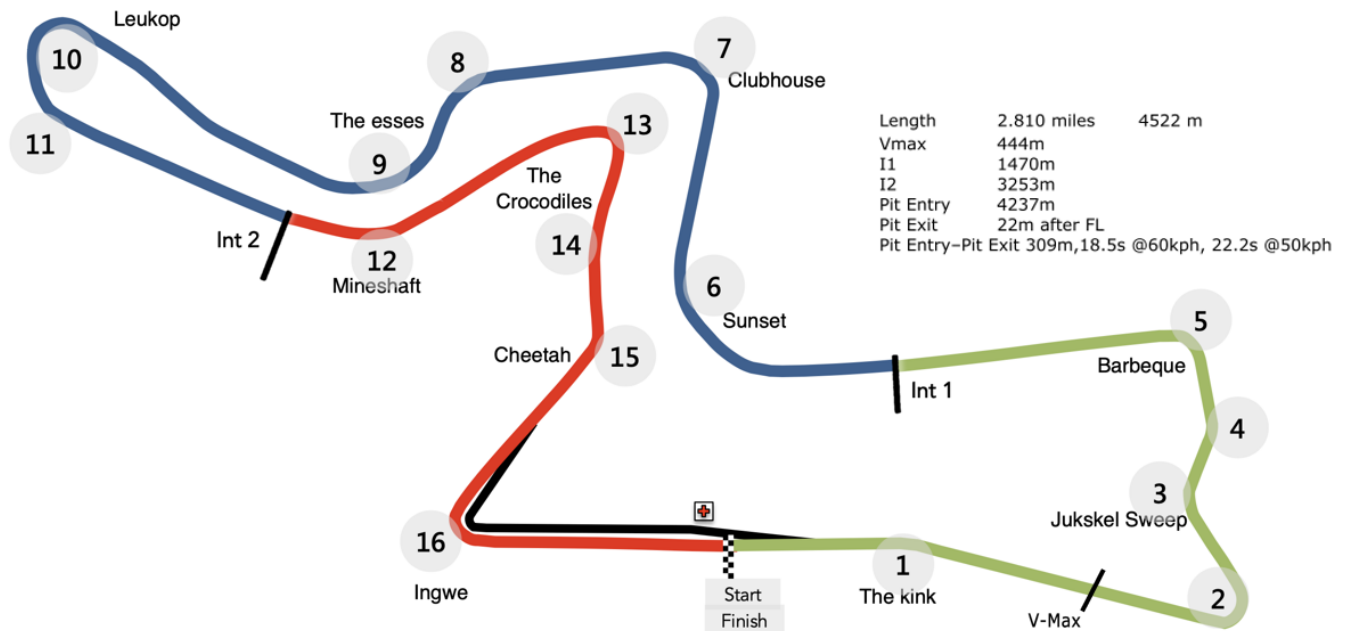 Leukop
10
11
The esses
8
9
7
Clubhouse
13
The
Crocodiles
14
Int 2
12
Mineshaft
6
Sunset
Cheetah
15
Length 2.810 miles 4522 m
Vmax 444m
I1 1470m
I2 3253m
Pit Entry 4237m
Pit Exit 22m after FL
Pit Entry–Pit Exit 309m,18.5s @60kph, 22.2s @50kph
5
Barbeque
Int 1
4
3
Jukskel Sweep
16
Ingwe
Start
Finish
1
The kink
V-Max
2